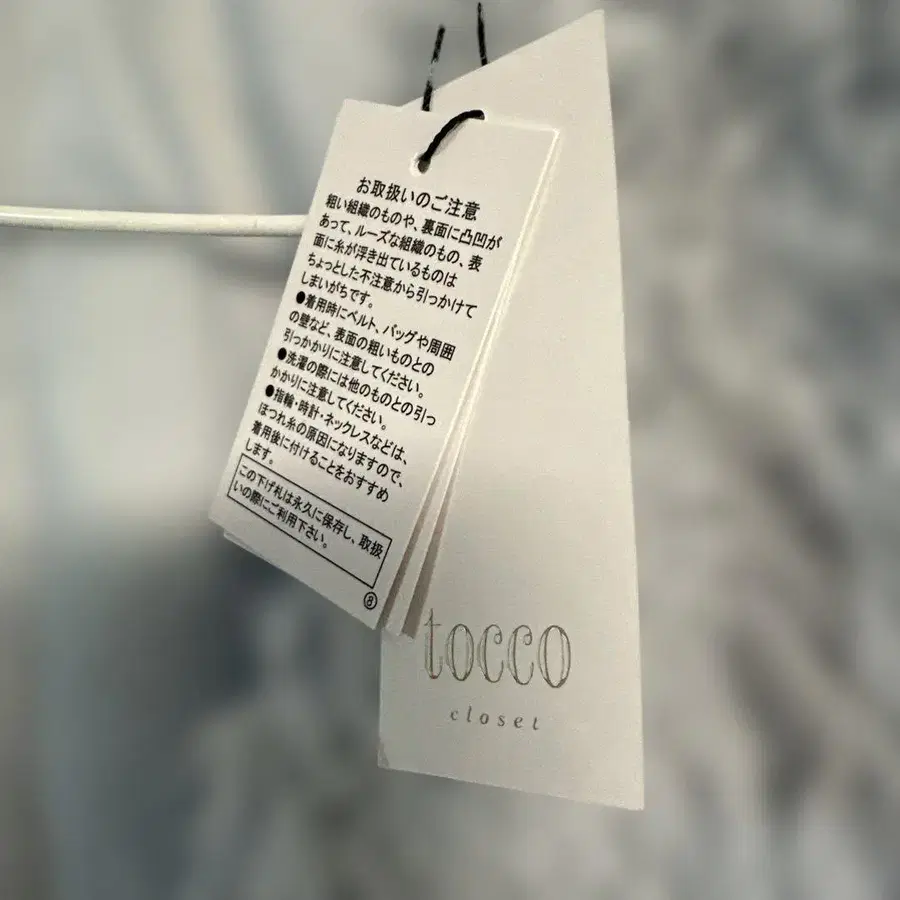 お取扱いのご注意
粗い組織のものや、裏面に凸凹が
あって、ルーズな組織のもの、表
面に糸が浮き出ているものは
ちょっとした不注意から引っかけて
しまいがちです。
●着用時にベルト、バッグや周囲
の壁など、表面の粗いものとの
引っかかりに注意してください。
●洗濯の際には他のものとの引っ
かかりに注意してください。
●指輪・時計・ネックレスなどは、
ほつれ糸の原因になりますので、
着用後に付けることをおすすめ
します。
この下げ札は永久に保存し、取扱
いの際にご利用下さい。
⑧
tocco
closet